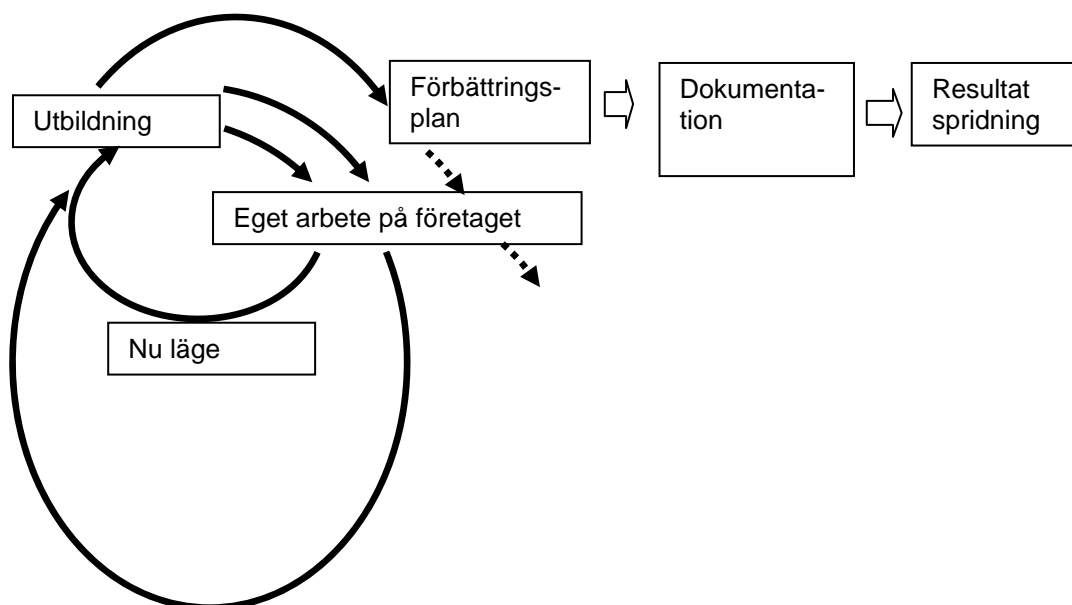 Förbättrings-
plan
Dokumenta-
tion
Resultat
spridning
Utbildning
Eget arbete på företaget
Nu läge